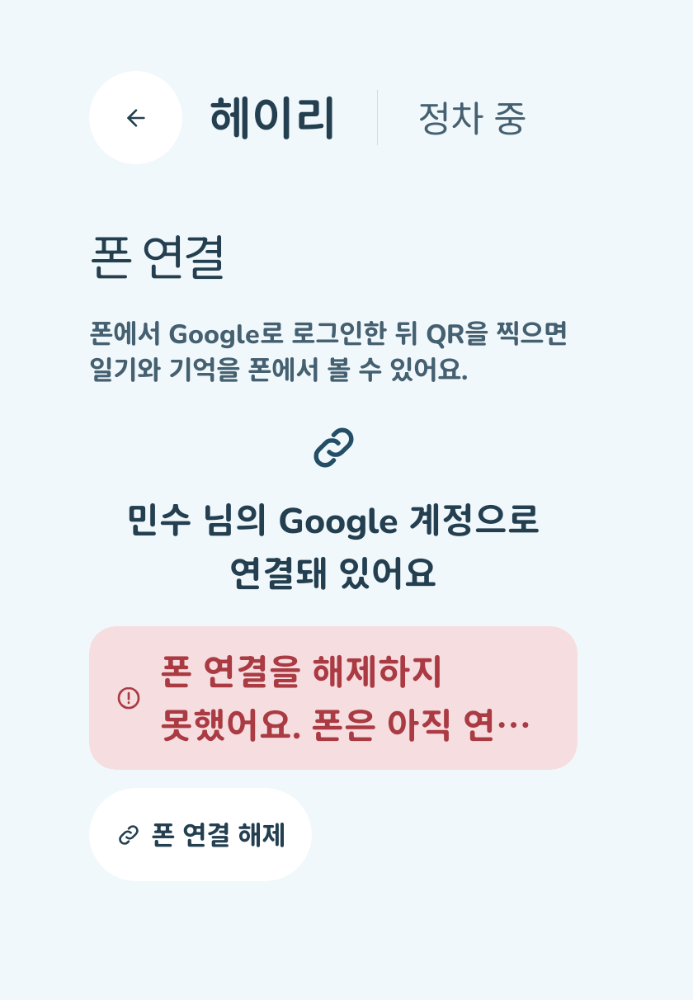 헤이리
정차 중
폰 연결
폰에서 Google로 로그인한 뒤 QR을 찍으면
일기와 기억을 폰에서 볼 수 있어요.
민수 님의 Google 계정으로
연결돼 있어요
폰 연결을 해제하지
못했어요. 폰은 아직 연…
폰 연결 해제